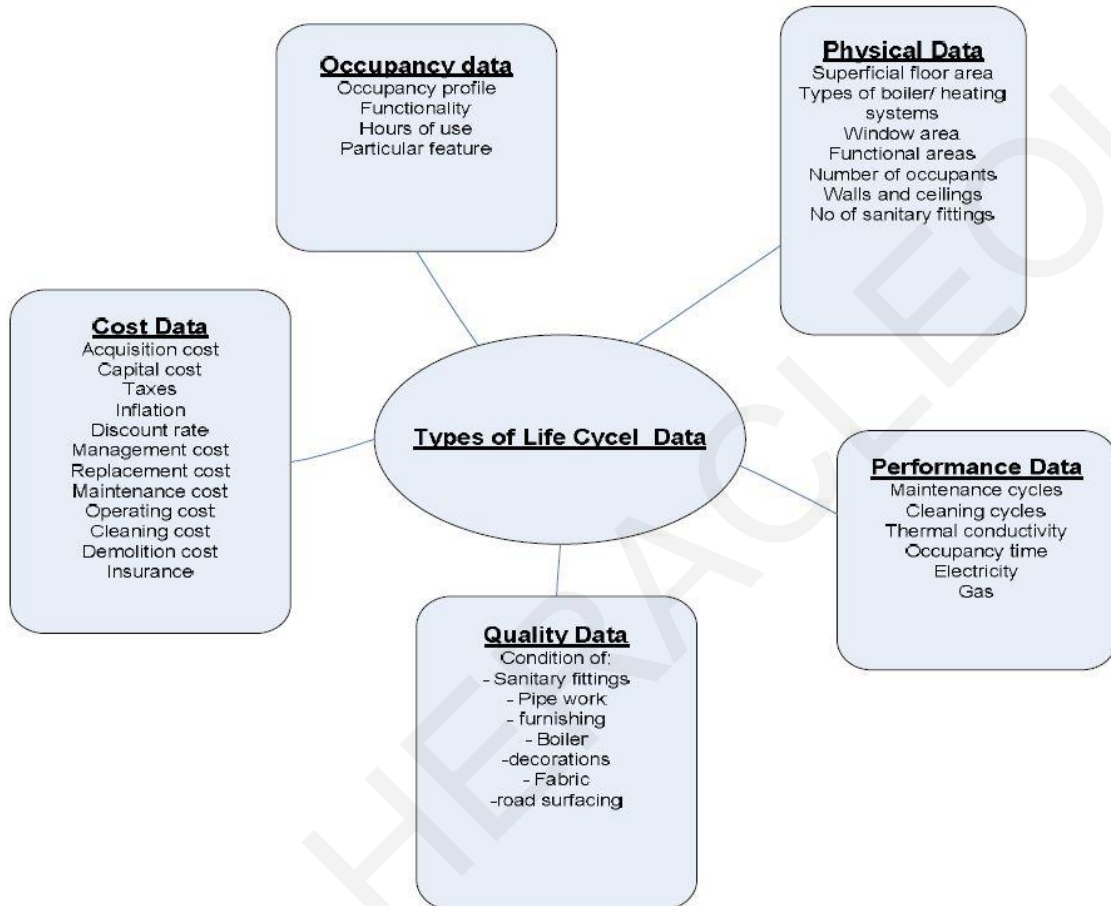 Occupancy data
Occupancy profile
Functionality
Hours of use
Particular feature
Physical Data
Superficial floor area
Types of boiler/ heating
systems
Window area
Functional areas
Number of occupants
Walls and ceilings
No of sanitary fittings
Cost Data
Acquisition cost
Capital cost
Taxes
Inflation
Discount rate
Management cost
Replacement cost
Maintenance cost
Operating cost
Cleaning cost
Demolition cost
Insurance
Types of Life Cycel Data
Performance Data
Maintenance cycles
Cleaning cycles
Thermal conductivity
Occupancy time
Electricity
Gas
Quality Data
Condition of:
- Sanitary fittings
- Pipe work
- furnishing
- Boiler
-decorations
- Fabric
-road surfacing